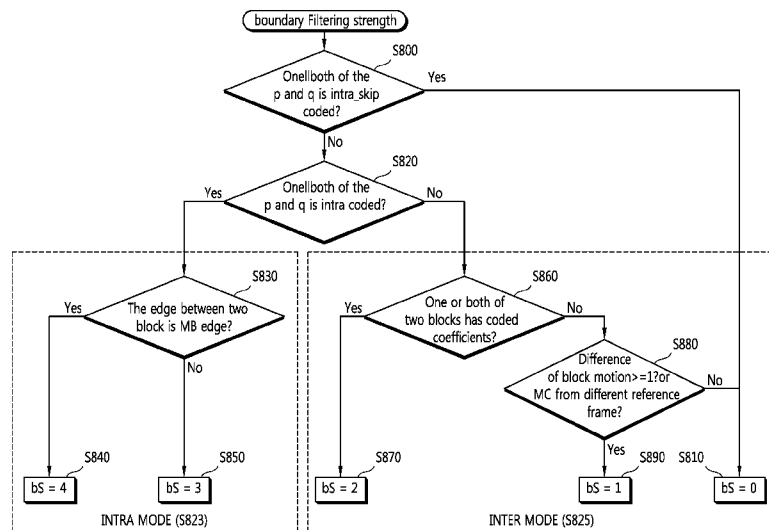 boundary Filtering strength
S800
Onellboth of the
p and q is intra_skip
coded?
Yes
No
S820
Onellboth of the
p and q is intra coded?
Yes
No
S830
The edge between two
block is MB edge?
Yes
No
S860
One or both of
two blocks has coded
coefficients?
Yes
No
S880
Difference
of block motion>=1?or
MC from different reference
frame?
No
Yes
S840
bS = 4
S850
bS = 3
S870
bS = 2
S890
bS = 1
S810
bS = 0
INTRA MODE (S823)
INTER MODE (S825)